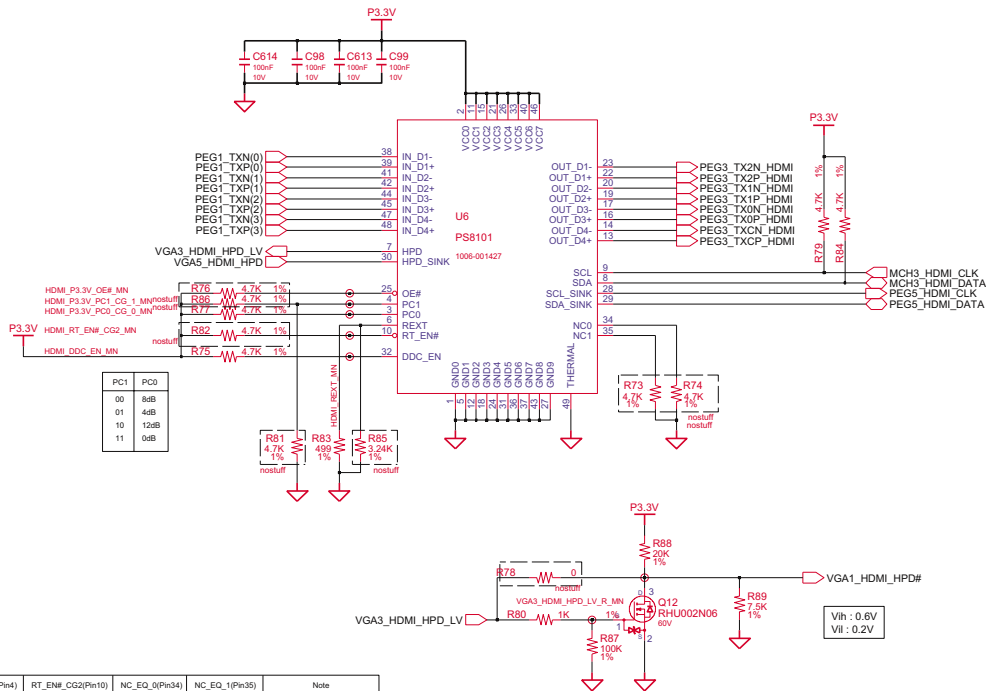 P3.3V
C614
100nF
10V
C98
100nF
10V
C613
100nF
10V
C99
100nF
10V
2 11 15 21 26 33 40 46
VCC0 VCC1 VCC2 VCC3 VCC4 VCC5 VCC6 VCC7
P3.3V
PEG1_TXN(0) 38 IN_D1-
PEG1_TXP(0) 39 IN_D1+
PEG1_TXN(1) 41 IN_D2-
PEG1_TXP(1) 42 IN_D2+
PEG1_TXN(2) 44 IN_D3-
PEG1_TXP(2) 45 IN_D3+
PEG1_TXN(3) 47 IN_D4-
PEG1_TXP(3) 48 IN_D4+
U6
PS8101
1006-001427
OUT_D1- 23 PEG3_TX2N_HDMI
OUT_D1+ 22 PEG3_TX2P_HDMI
OUT_D2- 20 PEG3_TX1N_HDMI
OUT_D2+ 19 PEG3_TX1P_HDMI
OUT_D3- 17 PEG3_TX0N_HDMI
OUT_D3+ 16 PEG3_TX0P_HDMI
OUT_D4- 14 PEG3_TXCN_HDMI
OUT_D4+ 13 PEG3_TXCP_HDMI
R79 4.7K 1%
R84 4.7K 1%
VGA3_HDMI_HPD_LV 7 HPD
VGA5_HDMI_HPD 30 HPD_SINK
SCL 9 MCH3_HDMI_CLK
SDA 8 MCH3_HDMI_DATA
SCL_SINK 28 PEG5_HDMI_CLK
SDA_SINK 29 PEG5_HDMI_DATA
HDMI_P3.3V_OE#_MN R76 4.7K 1% 25 OE#
nostuff
HDMI_P3.3V_PC1_CG_1_MN R86 4.7K 1% 4 PC1
HDMI_P3.3V_PC0_CG_0_MN R77 4.7K 1% 3 PC0
nostuff
6 REXT
P3.3V
HDMI_RT_EN#_CG2_MN R82 4.7K 1% 10 RT_EN#
nostuff
HDMI_DDC_EN_MN R75 4.7K 1% 32 DDC_EN
NC0 34
NC1 35
GND0 GND1 GND2 GND3 GND4 GND5 GND6 GND7 GND8 GND9 THERMAL
1 5 12 18 24 31 36 37 43 27 49
HDMI_REXT_MN
PC1 PC0
00 8dB
01 4dB
10 12dB
11 0dB
R73
4.7K
1%
R74
4.7K
1%
nostuff
nostuff
R81
4.7K
1%
nostuff
R83
499
1%
R85
3.24K
1%
nostuff
P3.3V
R88
20K
1%
R78 0
nostuff
VGA1_HDMI_HPD#
VGA3_HDMI_HPD_LV_R_MN
VGA3_HDMI_HPD_LV
R80 1K 1%
D 3
Q12
RHU002N06
60V
1
S 2
R87
100K
1%
R89
7.5K
1%
Vih : 0.6V
Vil : 0.2V
Pin4) RT_EN#_CG2(Pin10) NC_EQ_0(Pin34) NC_EQ_1(Pin35) Note